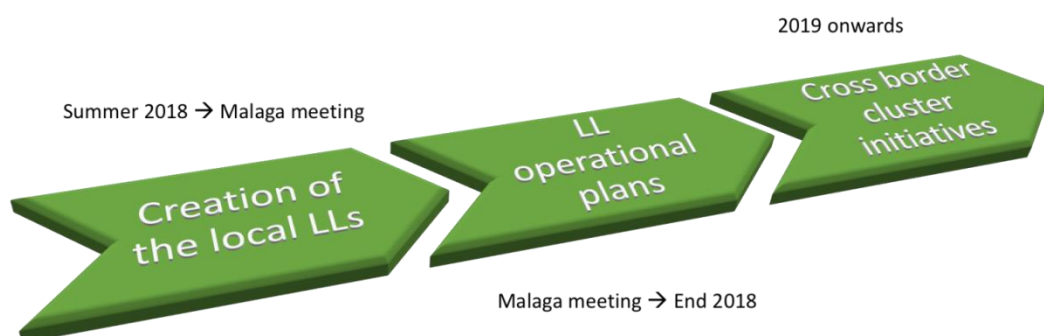 2019 onwards
Summer 2018 → Malaga meeting
Creation of
the local LLs
LL
operational
plans
Cross border
cluster
initiatives
Malaga meeting → End 2018